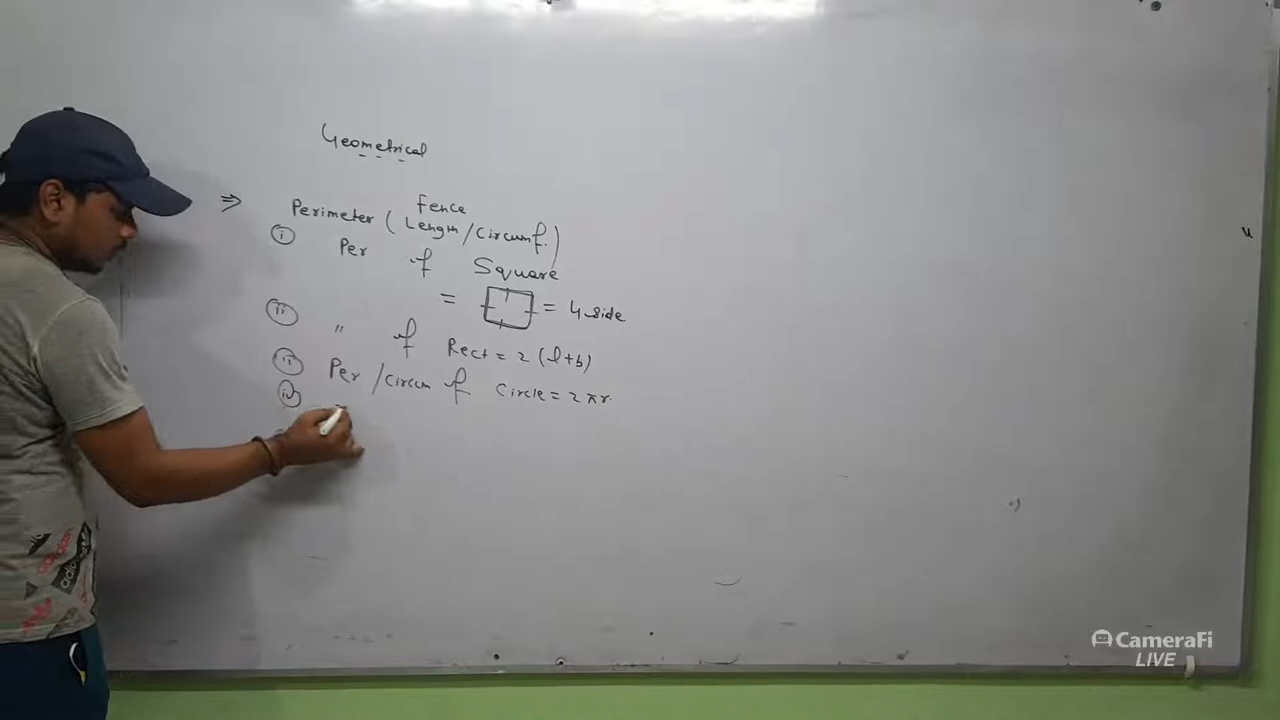 Geometrical
⇒ Perimeter ( Fence Length / Circumf. )
(i) Per of Square
= □ = 4 side
(ii) " of Rect = 2 (l+b)
(iii) Per / circum of Circle = 2πr.
(iv)
CameraFi
LIVE